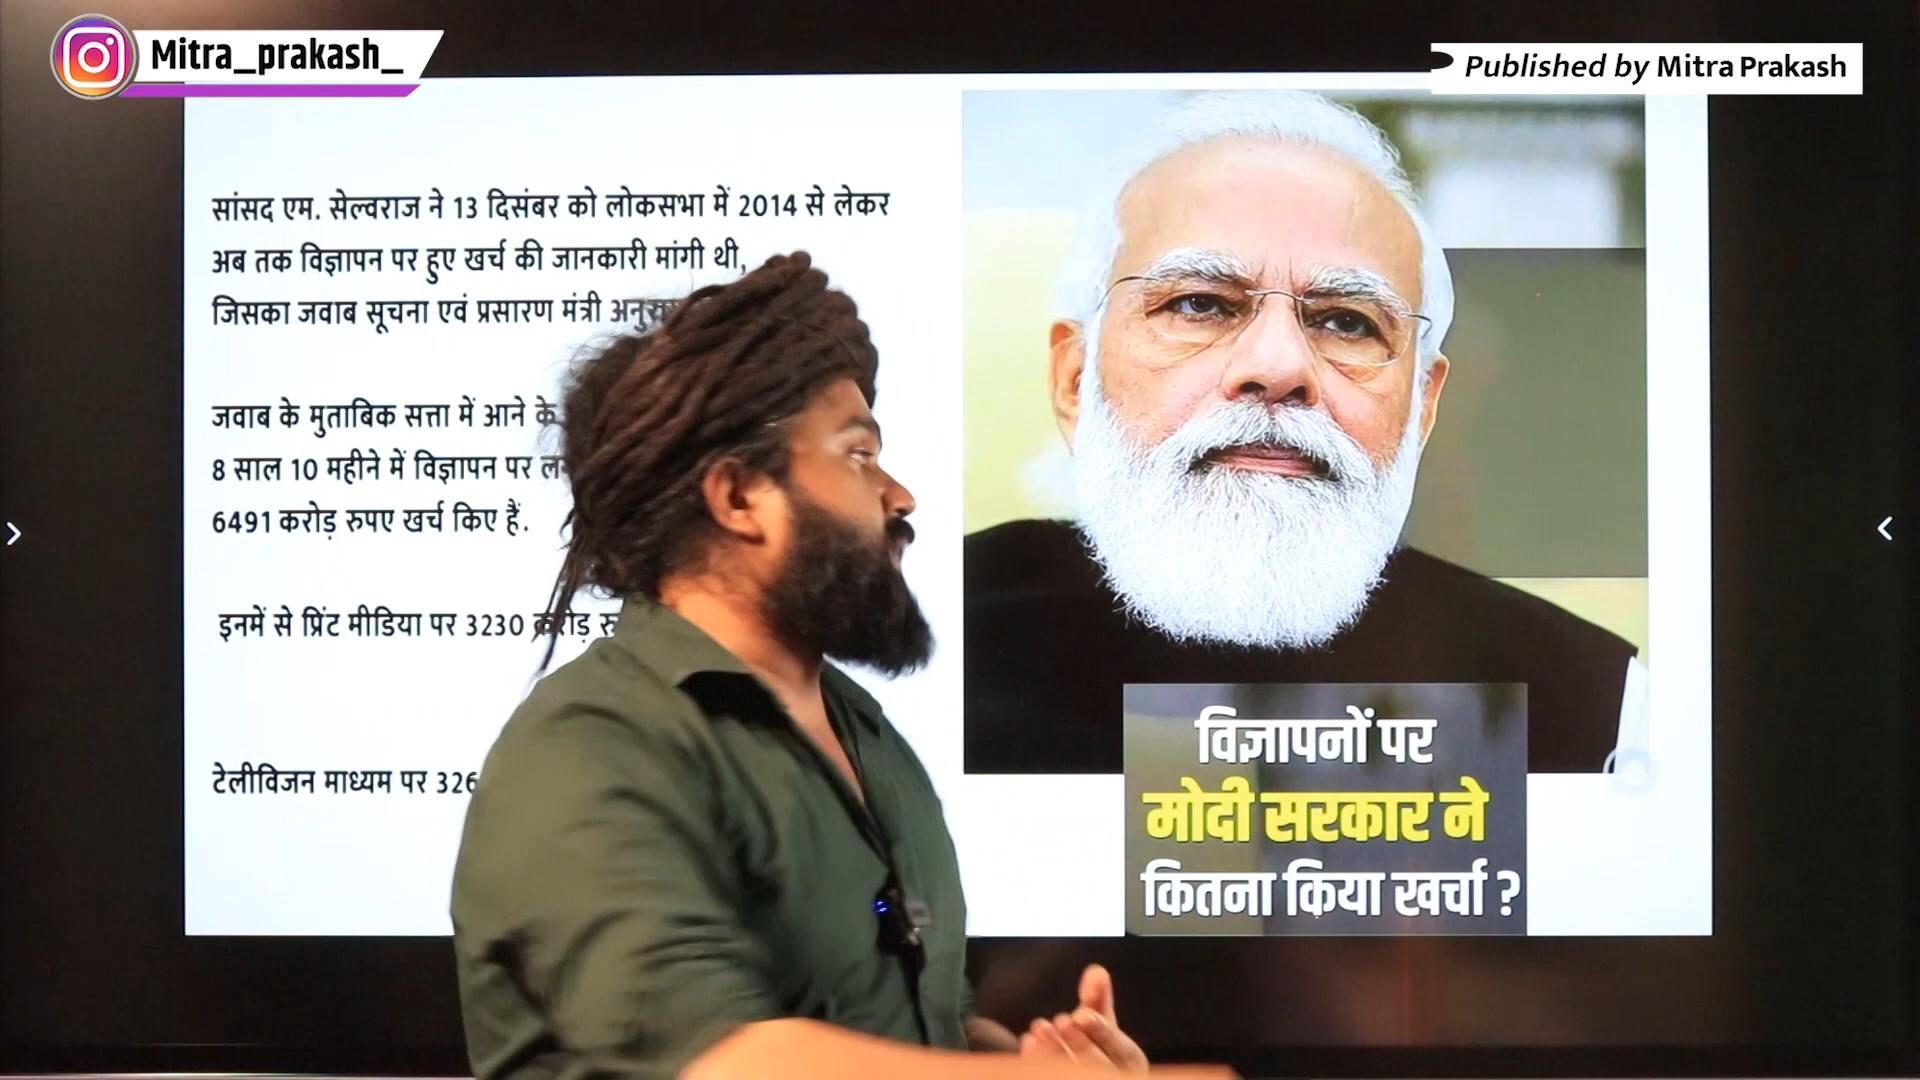 Mitra_prakash_
Published by Mitra Prakash
सांसद एम. सेल्वराज ने 13 दिसंबर को लोकसभा में 2014 से लेकर
अब तक विज्ञापन पर हुए खर्च की जानकारी मांगी थी,
जिसका जवाब सूचना एवं प्रसारण मंत्री
जवाब के मुताबिक सत्ता में आने के
8 साल 10 महीने में विज्ञापन पर
6491 करोड़ रुपए खर्च किए हैं.
इनमें से प्रिंट मीडिया पर 3230 करोड़
टेलीविजन माध्यम पर
विज्ञापनों पर
मोदी सरकार ने
कितना किया खर्चा ?